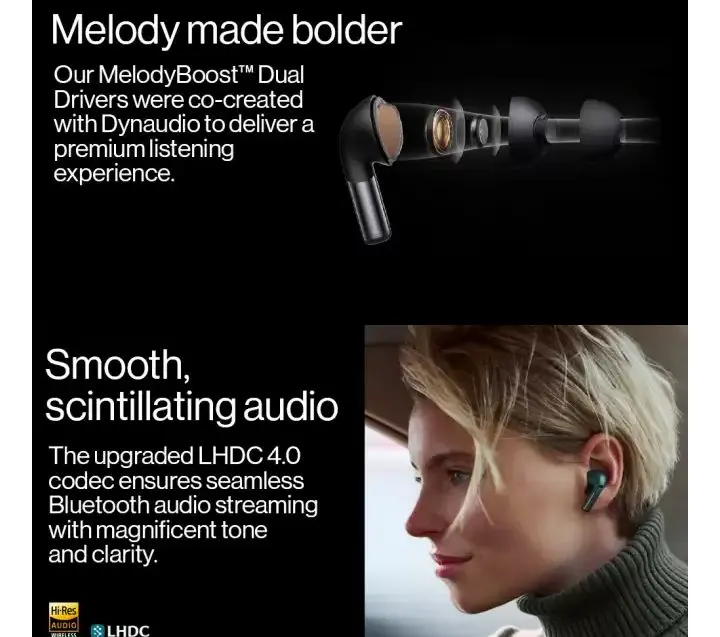 Melody made bolder
Our MelodyBoost™ Dual
Drivers were co-created
with Dynaudio to deliver a
premium listening
experience.
Smooth,
scintillating audio
The upgraded LHDC 4.0
codec ensures seamless
Bluetooth audio streaming
with magnificent tone
and clarity.
Hi-Res
AUDIO
WIRELESS
LHDC